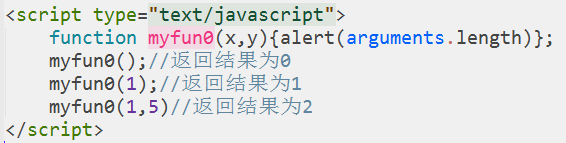 <script type="text/javascript">
function myfun0(x,y){alert(arguments.length)};
myfun0();//返回结果为0
myfun0(1);//返回结果为1
myfun0(1,5)//返回结果为2
</script>